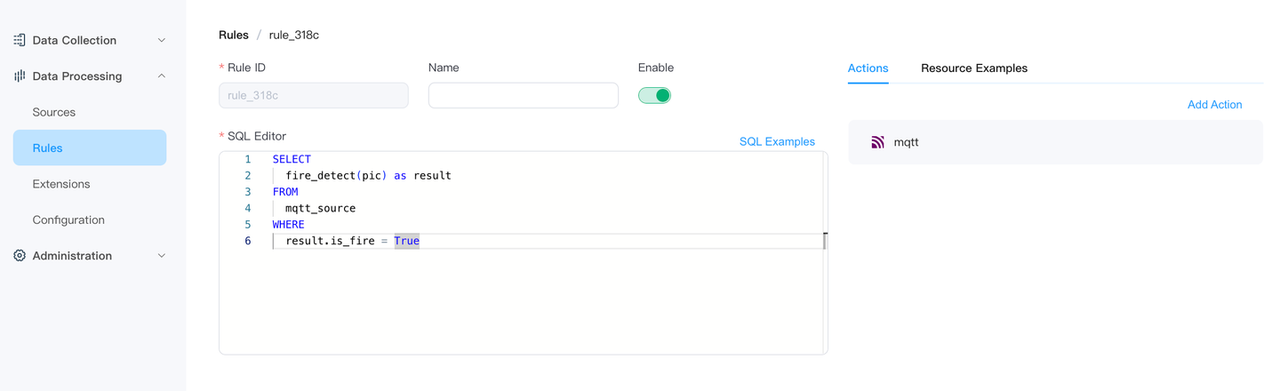 Data Collection
Data Processing
Sources
Rules
Extensions
Configuration
Administration
Rules / rule_318c
* Rule ID
rule_318c
Name
Enable
* SQL Editor
SQL Examples
1 SELECT
2 fire_detect(pic) as result
3 FROM
4 mqtt_source
5 WHERE
6 result.is_fire = True
Actions
Resource Examples
Add Action
mqtt